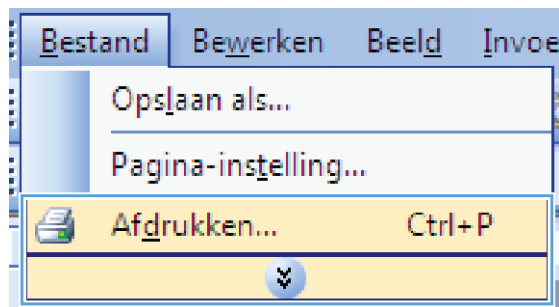 Bestand Bewerken Beeld Invoe
Opslaan als...
Pagina-instelling...
Afdrukken... Ctrl+P